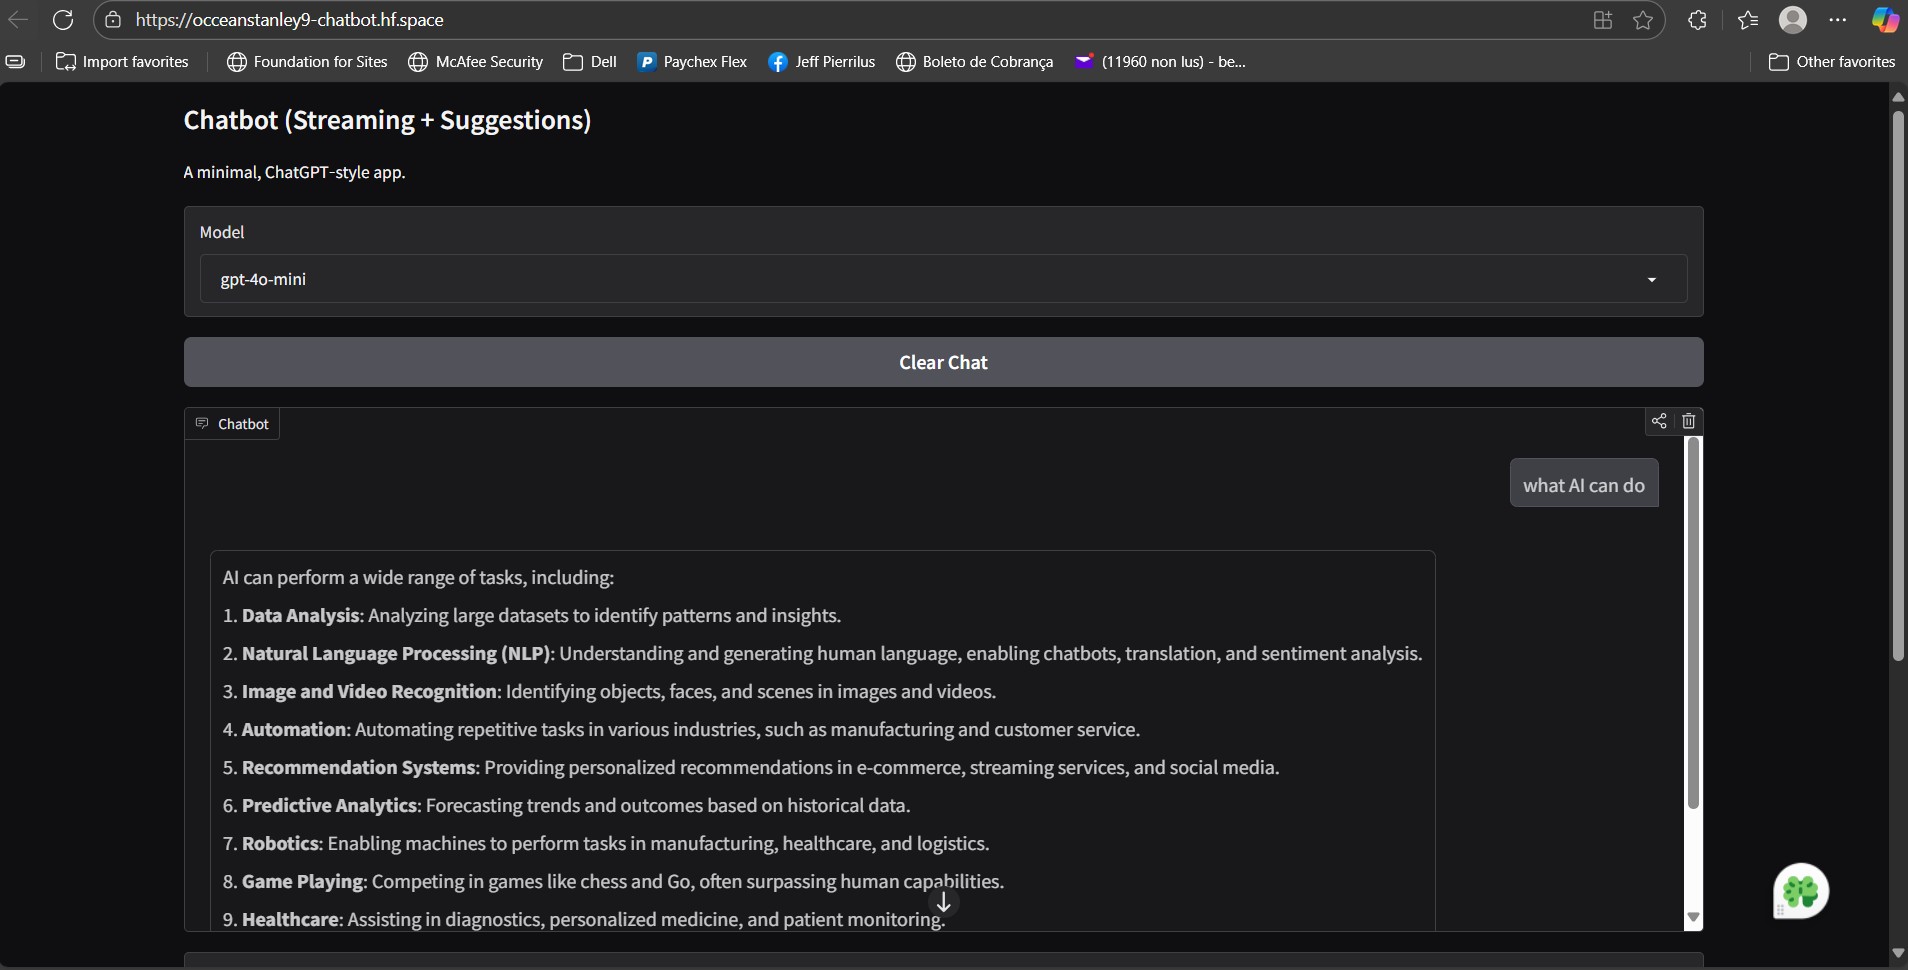 https://occeanstanley9-chatbot.hf.space
Import favorites
Foundation for Sites
McAfee Security
Dell
Paychex Flex
Jeff Pierrilus
Boleto de Cobrança
(11960 non lus) - be...
Other favorites
Chatbot (Streaming + Suggestions)
A minimal, ChatGPT-style app.
Model
gpt-4o-mini
Clear Chat
Chatbot
what AI can do
AI can perform a wide range of tasks, including:
1. Data Analysis: Analyzing large datasets to identify patterns and insights.
2. Natural Language Processing (NLP): Understanding and generating human language, enabling chatbots, translation, and sentiment analysis.
3. Image and Video Recognition: Identifying objects, faces, and scenes in images and videos.
4. Automation: Automating repetitive tasks in various industries, such as manufacturing and customer service.
5. Recommendation Systems: Providing personalized recommendations in e-commerce, streaming services, and social media.
6. Predictive Analytics: Forecasting trends and outcomes based on historical data.
7. Robotics: Enabling machines to perform tasks in manufacturing, healthcare, and logistics.
8. Game Playing: Competing in games like chess and Go, often surpassing human capabilities.
9. Healthcare: Assisting in diagnostics, personalized medicine, and patient monitoring.